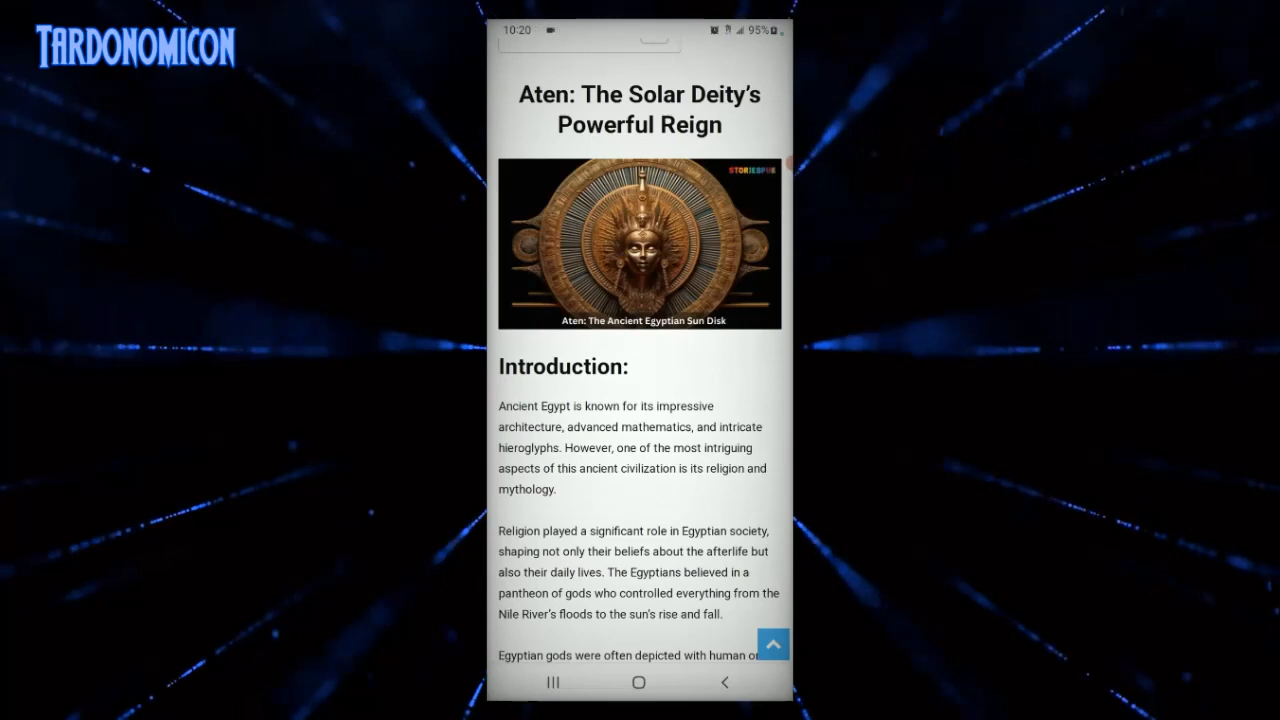 TARDONOMICON
10:20
95%
Aten: The Solar Deity’s
Powerful Reign
STORIESPUB
Aten: The Ancient Egyptian Sun Disk
Introduction:
Ancient Egypt is known for its impressive
architecture, advanced mathematics, and intricate
hieroglyphs. However, one of the most intriguing
aspects of this ancient civilization is its religion and
mythology.
Religion played a significant role in Egyptian society,
shaping not only their beliefs about the afterlife but
also their daily lives. The Egyptians believed in a
pantheon of gods who controlled everything from the
Nile River’s floods to the sun’s rise and fall.
Egyptian gods were often depicted with human